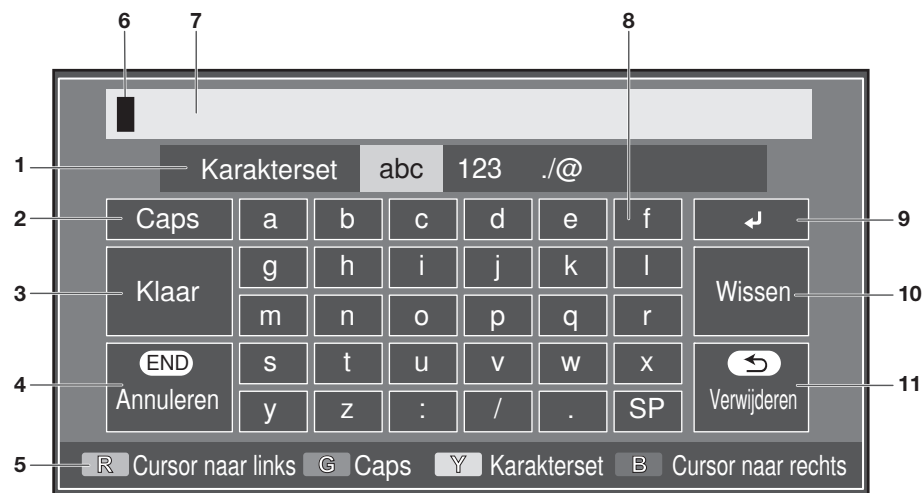 6 7 8
1 Karakterset abc 123 ./@
2 Caps a b c d e f 9
g h i j k l
3 Klaar Wissen 10
m n o p q r
END s t u v w x
4 Annuleren Verwijderen 11
y z : / . SP
5 R Cursor naar links G Caps Y Karakterset B Cursor naar rechts